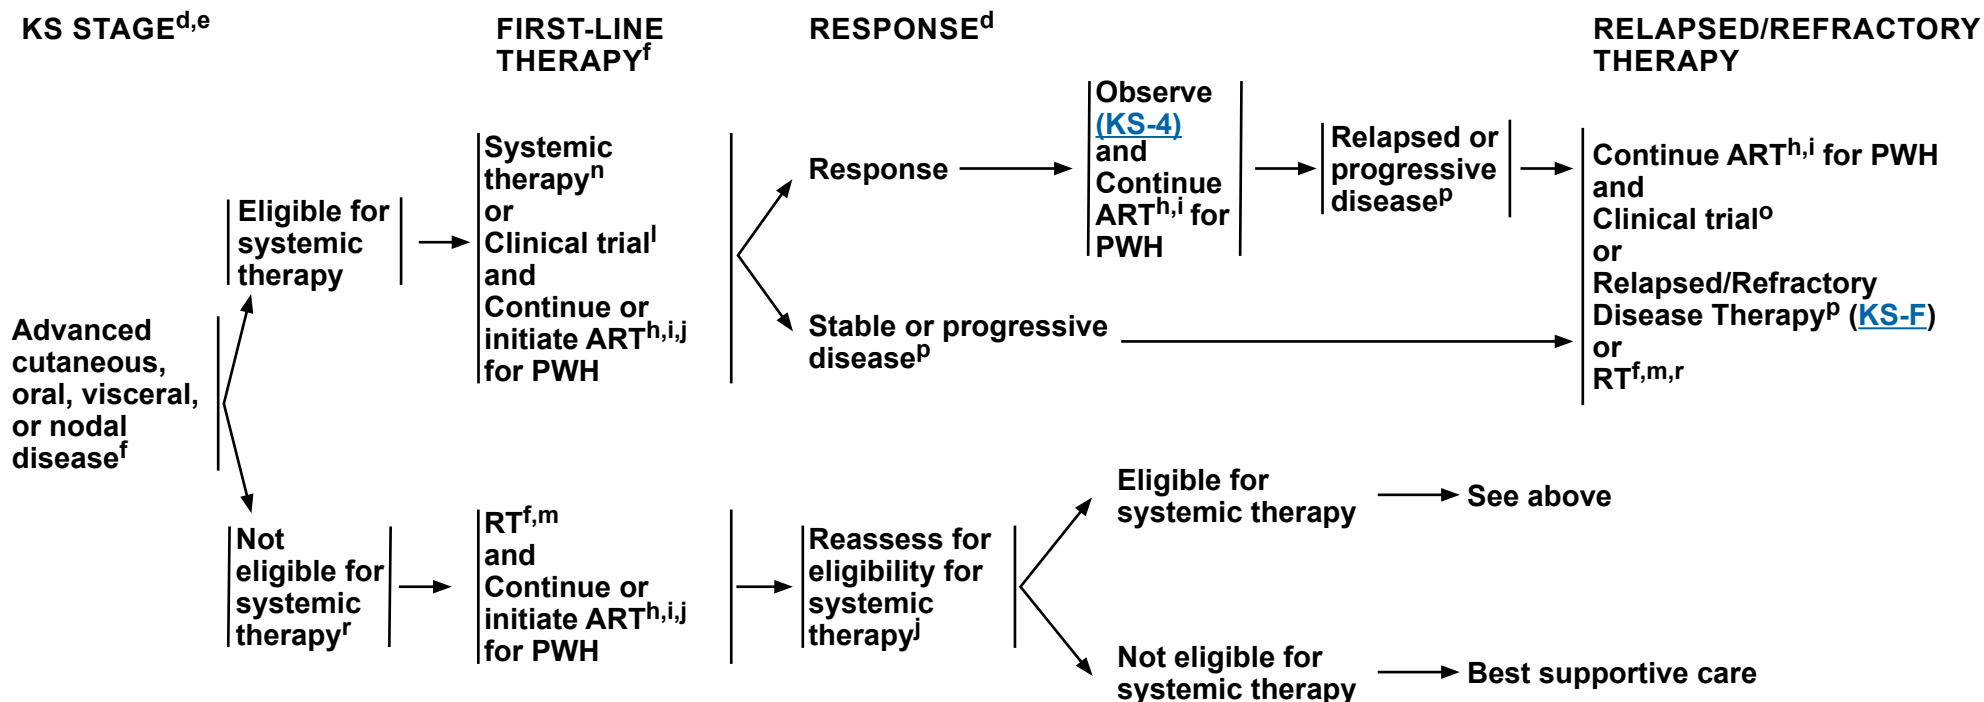 KS STAGEd,e
FIRST-LINE
THERAPYf
RESPONSEd
RELAPSED/REFRACTORY
THERAPY
Advanced
cutaneous,
oral, visceral,
or nodal
diseasef
Eligible for
systemic
therapy
Systemic
therapyn
or
Clinical triall
and
Continue or
initiate ARTh,i,j
for PWH
Response
Observe
(KS-4)
and
Continue
ARTh,i for
PWH
Relapsed or
progressive
diseasep
Stable or progressive
diseasep
Continue ARTh,i for PWH
and
Clinical trialo
or
Relapsed/Refractory
Disease Therapyp (KS-F)
or
RTf,m,r
Not
eligible for
systemic
therapyr
RTf,m
and
Continue or
initiate ARTh,i,j
for PWH
Reassess for
eligibility for
systemic
therapyj
Eligible for
systemic therapy
See above
Not eligible for
systemic therapy
Best supportive care